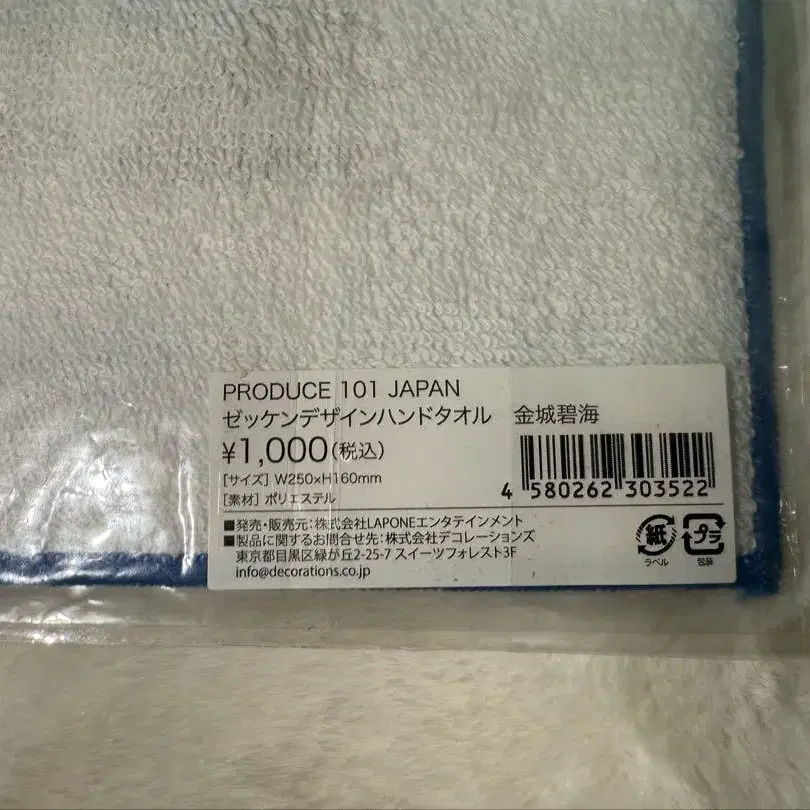 PRODUCE 101 JAPAN
ゼッケンデザインハンドタオル 金城碧海
¥1,000(税込)
[サイズ] W250×H160mm
[素材] ポリエステル
4 580262 303522
■発売・販売元:株式会社LAPONEエンタテインメント
■製品に関するお問合せ先:株式会社デコレーションズ
東京都目黒区緑が丘2-25-7 スイーツフォレスト3F
info@decorations.co.jp
紙 プラ
ラベル 包装